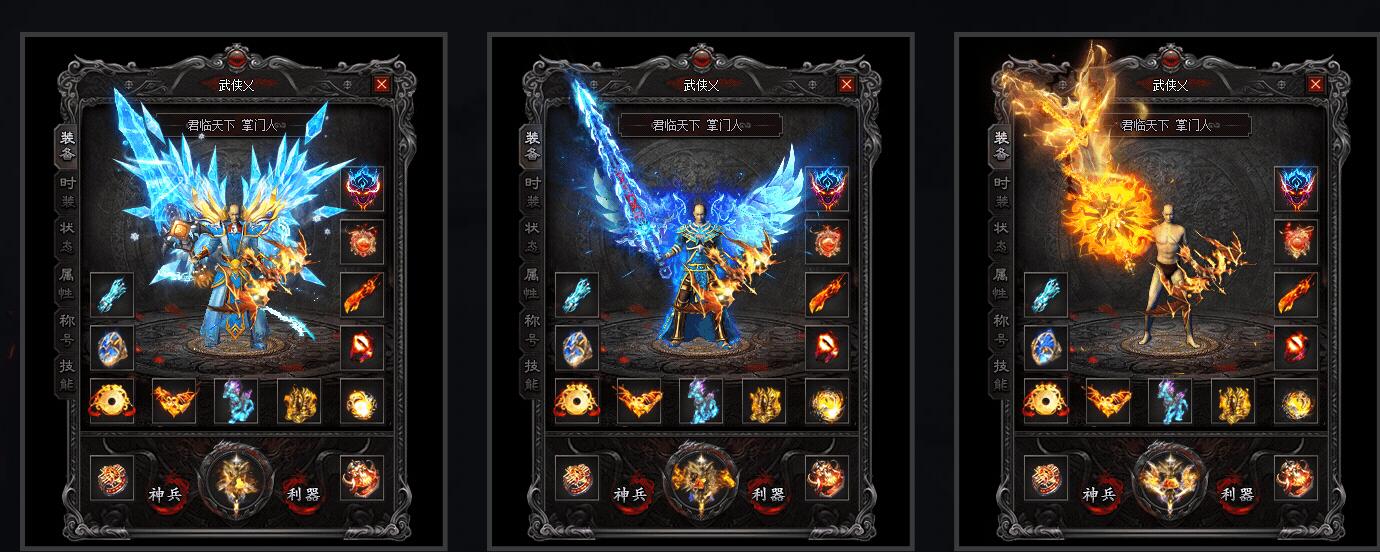 武侠乂
君临天下 掌门人
装备
时装
状态
属性
称号
技能
神兵
利器
武侠乂
君临天下 掌门人
装备
时装
状态
属性
称号
技能
神兵
利器
武侠乂
君临天下 掌门人
装备
时装
状态
属性
称号
技能
神兵
利器